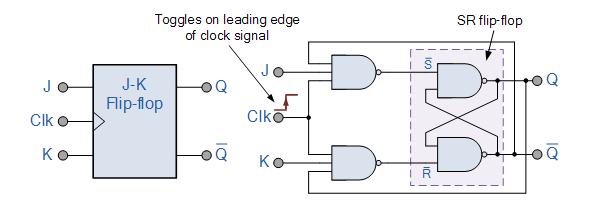 Toggles on leading edge
of clock signal
SR flip-flop
J
J-K
Flip-flop
Q
Clk
K
Q̅
J
S̅
Q
Clk
K
R̅
Q̅